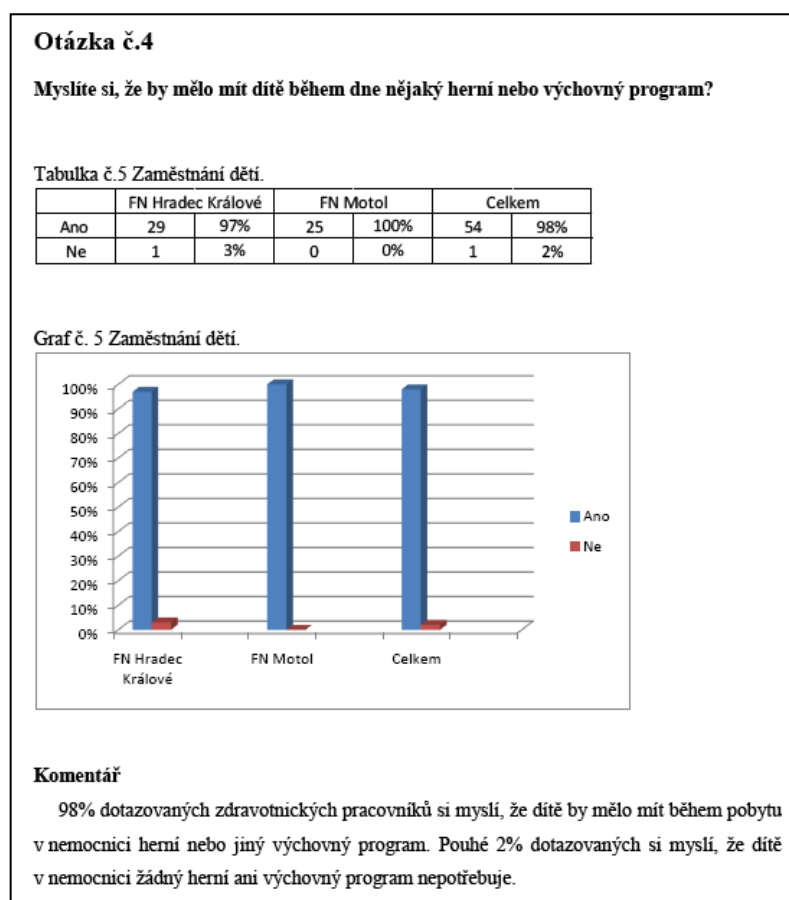 Otázka č.4
Myslíte si, že by mělo mít dítě během dne nějaký herní nebo výchovný program?
Tabulka č.5 Zaměstnání dětí.
FN Hradec Králové FN Motol Celkem
Ano 29 97% 25 100% 54 98%
Ne 1 3% 0 0% 1 2%
Graf č. 5 Zaměstnání dětí.
100%
90%
80%
70%
60%
50%
40%
30%
20%
10%
0%
FN Hradec Králové
FN Motol
Celkem
Ano
Ne
Komentář
98% dotazovaných zdravotnických pracovníků si myslí, že dítě by mělo mít během pobytu
v nemocnici herní nebo jiný výchovný program. Pouhé 2% dotazovaných si myslí, že dítě
v nemocnici žádný herní ani výchovný program nepotřebuje.